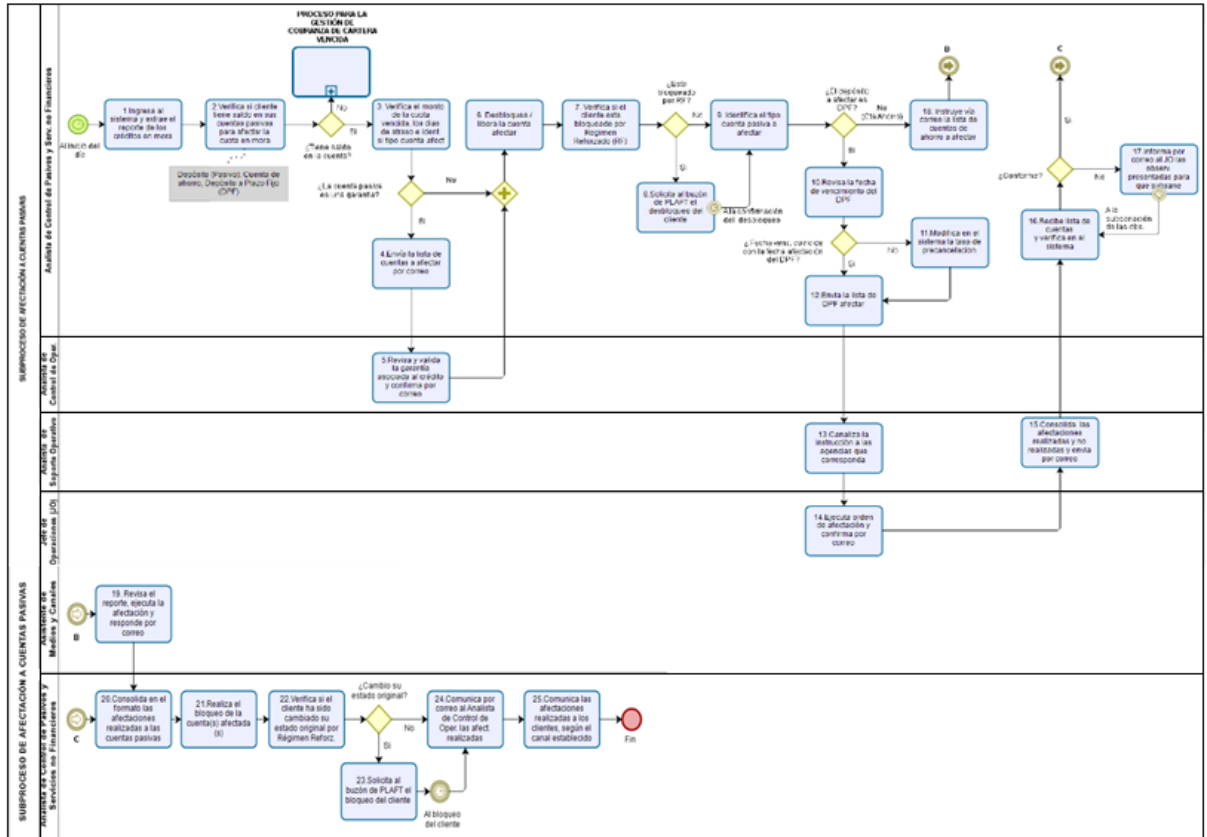 PROCESO PARA LA
GESTIÓN DE
COBRANZA DE CARTERA
VENCIDA
SUBPROCESO DE AFECTACIÓN A CUENTAS PASIVAS
Analista de Control de Pasivos y Serv. no Financieros
Al inicio del
día
1.Ingresa al
sistema y extrae el
reporte de los
créditos en mora
2.Verifica si cliente
tiene saldo en sus
cuentas pasivas
para afectar la
cuota en mora
Depósito (Pasivo): Cuenta de
ahorro, Depósito a Plazo Fijo
(DPF)
No
Si
¿Tiene saldo
en la cuenta?
3. Verifica el monto
de la cuota
vencida, los días
de atraso e ident
si tipo cuenta afect
¿La cuenta pasiva
es una garantía?
No
Si
4.Envía la lista de
cuentas a afectar
por correo
6. Desbloquea /
libera la cuenta
afectar
7. Verifica si el
cliente está
bloqueado por
Régimen
Reforzado (RF)
¿Está
bloqueado
por RF?
No
Si
8.Solicita al buzón
de PLAFT el
desbloqueo del
cliente
A la confirmación
del desbloqueo
9. Identifica el tipo
cuenta pasiva a
afectar
¿El depósito
a afectar es
DPF?
No
(Cta Ahorro)
Si
10. Revisa la fecha
de vencimiento del
DPF
¿Fecha venc. coincide
con la fecha afectación
del DPF?
No
Si
11.Modifica en el
sistema la tasa de
precancelación
12.Envía la lista de
DPF afectar
B
18. Instruye vía
correo la lista de
cuentas de
ahorro a afectar
C
Si
¿Conforme?
No
17.Informa por
correo al JO las
observ.
presentadas para
que subsane
A la
subsanación
de las obs.
16. Recibe lista de
cuentas
y verifica en el
sistema
Analista de
Control de Oper.
5.Revisa y valida
la garantía
asociada al crédito
y confirma por
correo
Analista de
Soporte Operativo
13.Canaliza la
instrucción a las
agencias que
corresponda
15.Consolida las
afectaciones
realizadas y no
realizadas y envía
por correo
Jefe de
Operaciones (JO)
14.Ejecuta orden
de afectación y
confirma por
correo
SUBPROCESO DE AFECTACIÓN A CUENTAS PASIVAS
Asistente de
Medios y Canales
B
19. Revisa el
reporte, ejecuta la
afectación y
responde por
correo
Analista de Control de Pasivos y
Servicios no Financieros
C
20.Consolida en el
formato las
afectaciones
realizadas a las
cuentas pasivas
21.Realiza el
bloqueo de la
cuenta(s) afectada
(s)
22.Verifica si el
cliente ha sido
cambiado su
estado original por
Régimen Reforz.
¿Cambio su
estado original?
No
Si
23.Solicita al
buzón de PLAFT el
bloqueo del cliente
Al bloqueo
del cliente
24.Comunica por
correo al Analista
de Control de
Oper. las afect.
realizadas
25.Comunica las
afectaciones
realizadas a los
clientes, según el
canal establecido
Fin